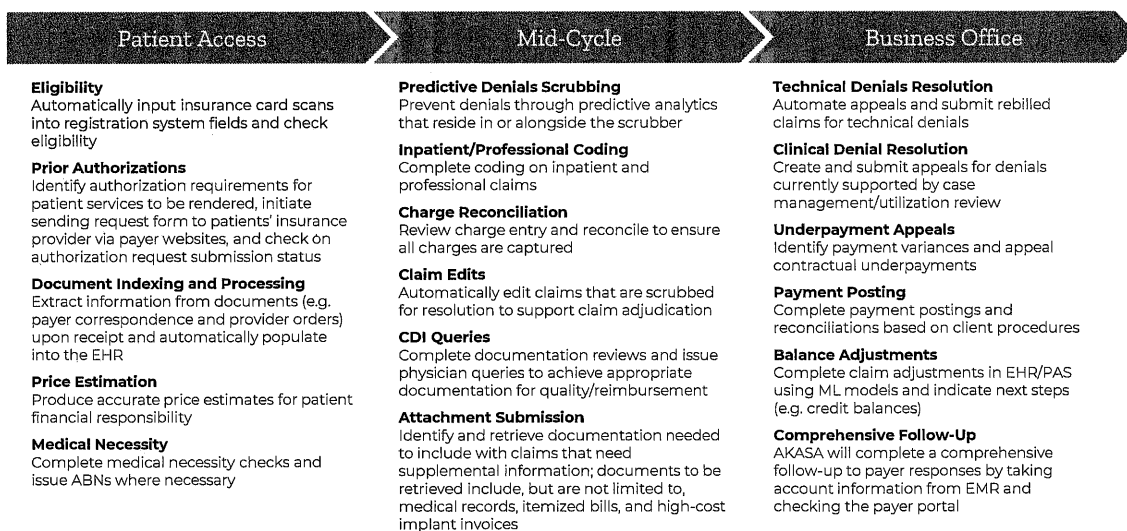 Patient Access
Mid-Cycle
Business Office
Eligibility
Automatically input insurance card scans
into registration system fields and check
eligibility
Prior Authorizations
Identify authorization requirements for
patient services to be rendered, initiate
sending request form to patients' insurance
provider via payer websites, and check on
authorization request submission status
Document Indexing and Processing
Extract information from documents (e.g.
payer correspondence and provider orders)
upon receipt and automatically populate
into the EHR
Price Estimation
Produce accurate price estimates for patient
financial responsibility
Medical Necessity
Complete medical necessity checks and
issue ABNs where necessary
Predictive Denials Scrubbing
Prevent denials through predictive analytics
that reside in or alongside the scrubber
Inpatient/Professional Coding
Complete coding on inpatient and
professional claims
Charge Reconciliation
Review charge entry and reconcile to ensure
all charges are captured
Claim Edits
Automatically edit claims that are scrubbed
for resolution to support claim adjudication
CDI Queries
Complete documentation reviews and issue
physician queries to achieve appropriate
documentation for quality/reimbursement
Attachment Submission
Identify and retrieve documentation needed
to include with claims that need
supplemental information; documents to be
retrieved include, but are not limited to,
medical records, itemized bills, and high-cost
implant invoices
Technical Denials Resolution
Automate appeals and submit rebilled
claims for technical denials
Clinical Denial Resolution
Create and submit appeals for denials
currently supported by case
management/utilization review
Underpayment Appeals
Identify payment variances and appeal
contractual underpayments
Payment Posting
Complete payment postings and
reconciliations based on client procedures
Balance Adjustments
Complete claim adjustments in EHR/PAS
using ML models and indicate next steps
(e.g. credit balances)
Comprehensive Follow-Up
AKASA will complete a comprehensive
follow-up to payer responses by taking
account information from EMR and
checking the payer portal